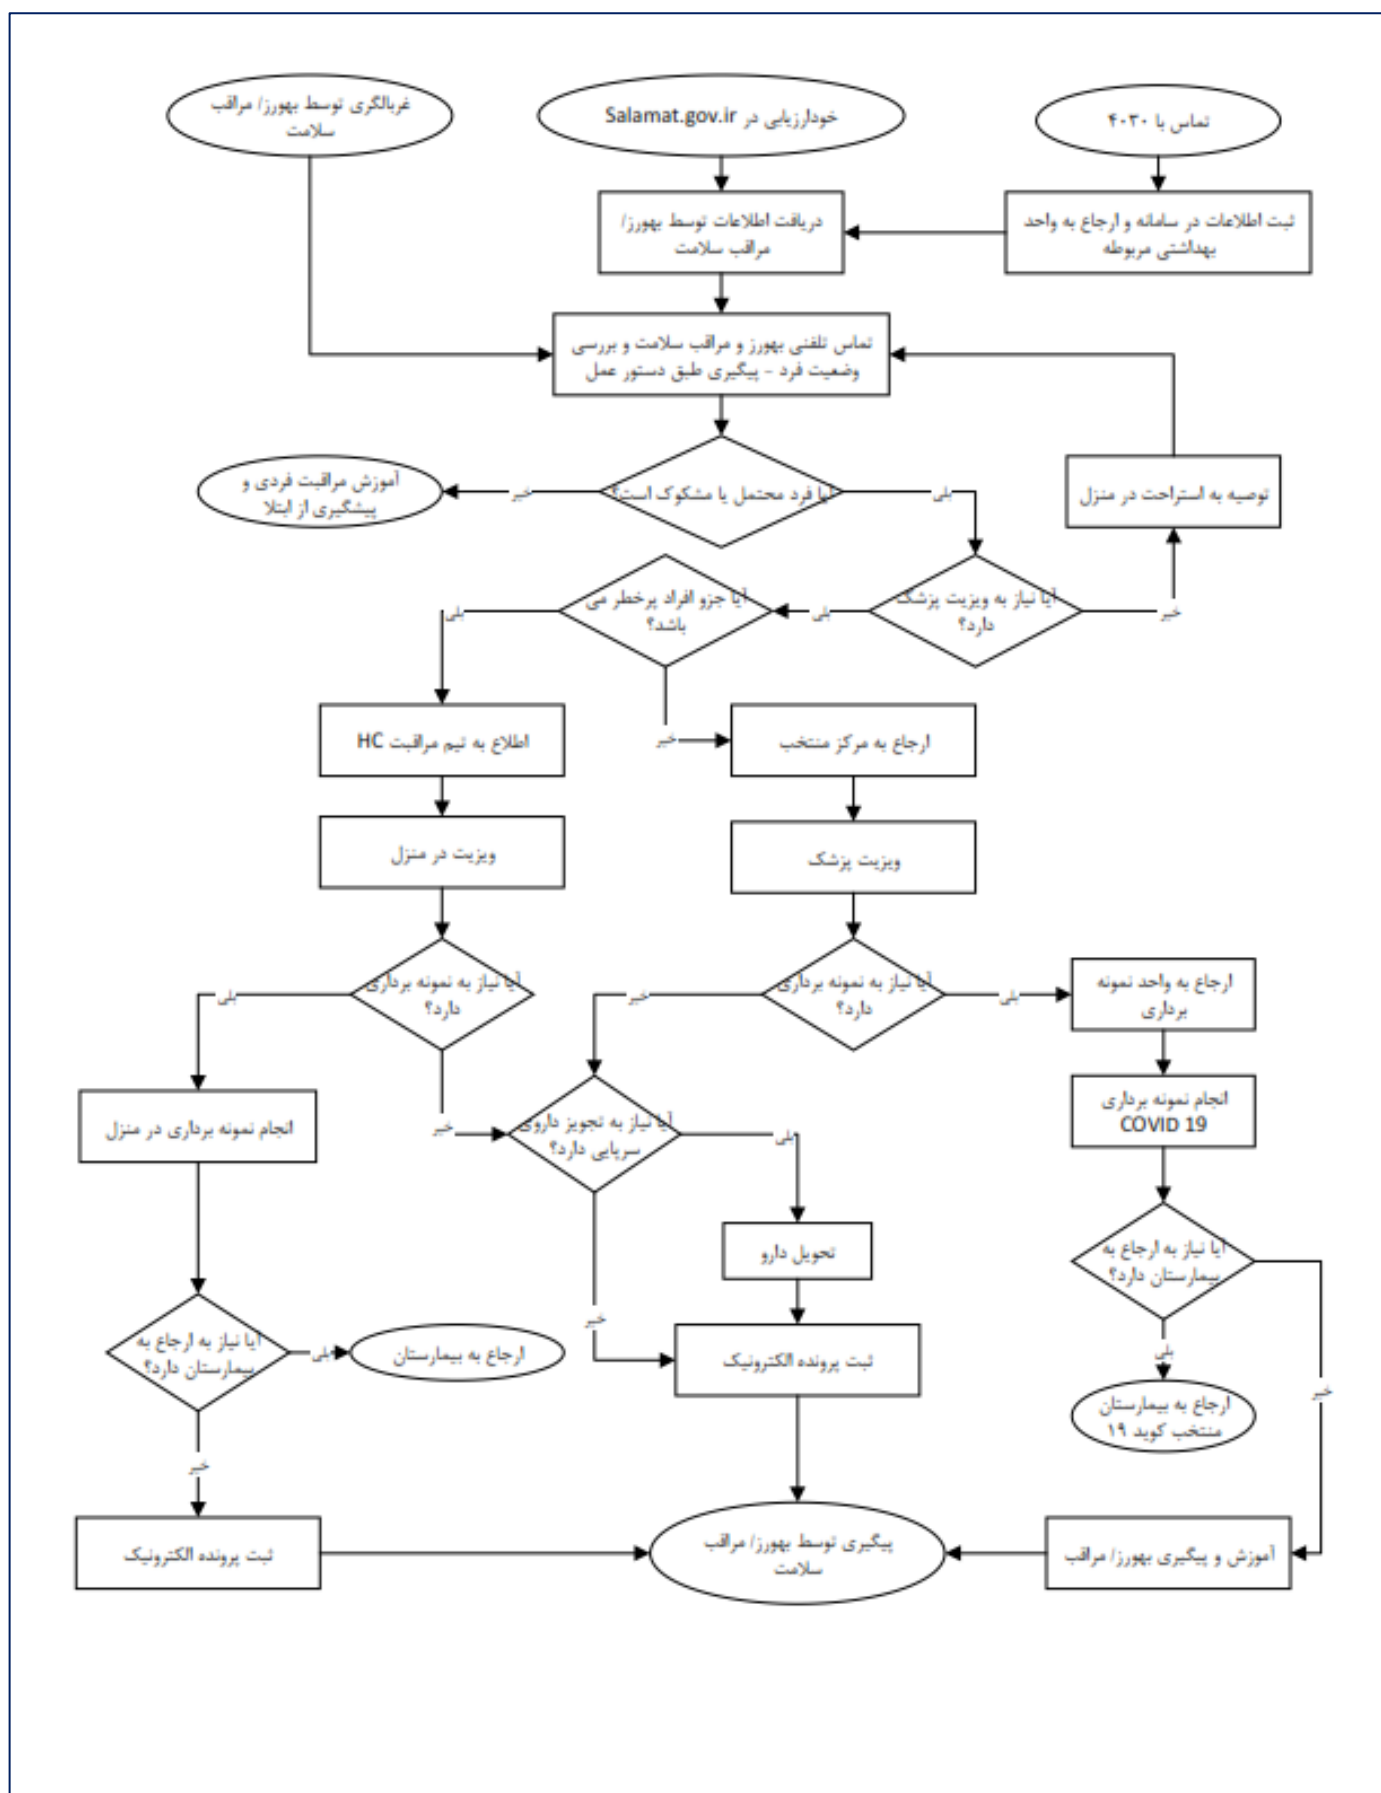 غربالگری توسط بهورز/ مراقب
سلامت
خودارزیابی در Salamat.gov.ir
تماس با ۴۰۳۰
دریافت اطلاعات توسط بهورز/
مراقب سلامت
ثبت اطلاعات در سامانه و ارجاع به واحد
بهداشتی مربوطه
تماس تلفنی بهورز و مراقب سلامت و بررسی
وضعیت فرد - پیگیری طبق دستور عمل
آموزش مراقبت فردی و
پیشگیری از ابتلا
خیر
آیا فرد محتمل یا مشکوک است؟
بلی
توصیه به استراحت در منزل
بلی
آیا جزو افراد پرخطر می
باشد؟
بلی
آیا نیاز به ویزیت پزشک
دارد؟
خیر
اطلاع به تیم مراقبت HC
خیر
ارجاع به مرکز منتخب
ویزیت در منزل
ویزیت پزشک
بلی
آیا نیاز به نمونه برداری
دارد؟
خیر
خیر
آیا نیاز به نمونه برداری
دارد؟
بلی
ارجاع به واحد نمونه
برداری
انجام نمونه برداری در منزل
آیا نیاز به تجویز داروی
سرپایی دارد؟
بلی
انجام نمونه برداری
COVID 19
تحویل دارو
آیا نیاز به ارجاع به
بیمارستان دارد؟
خیر
آیا نیاز به ارجاع به
بیمارستان دارد؟
بلی
ارجاع به بیمارستان
ثبت پرونده الکترونیک
بلی
خیر
ارجاع به بیمارستان
منتخب کوید ۱۹
خیر
ثبت پرونده الکترونیک
پیگیری توسط بهورز/ مراقب
سلامت
آموزش و پیگیری بهورز/ مراقب